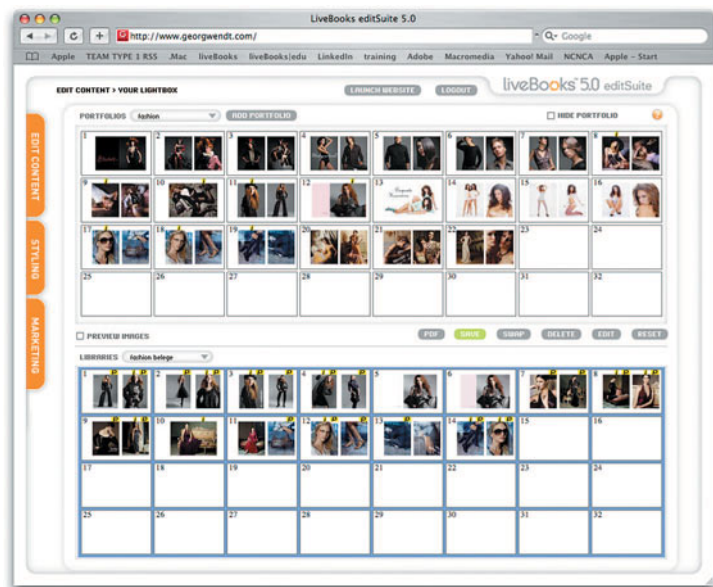 LiveBooks editSuite 5.0
http://www.georgwendt.com/
Google
Apple TEAM TYPE 1 RSS .Mac liveBooks liveBooks|edu LinkedIn training Adobe Macromedia Yahoo! Mail NCNCA Apple - Start
EDIT CONTENT > YOUR LIGHTBOX
LAUNCH WEBSITE
LOGOUT
liveBooks 5.0 editSuite
PORTFOLIOS
fashion
ADD PORTFOLIO
HIDE PORTFOLIO
?
EDIT CONTENT
STYLING
MARKETING
1 2 3 4 5 6 7 8
9 10 11 12 13 14 15 16
17 18 19 20 21 22 23 24
25 26 27 28 29 30 31 32
PREVIEW IMAGES
PDF
SAVE
SWAP
DELETE
EDIT
RESET
LIBRARIES
fashion belege
1 2 3 4 5 6 7 8
9 10 11 12 13 14 15 16
17 18 19 20 21 22 23 24
25 26 27 28 29 30 31 32